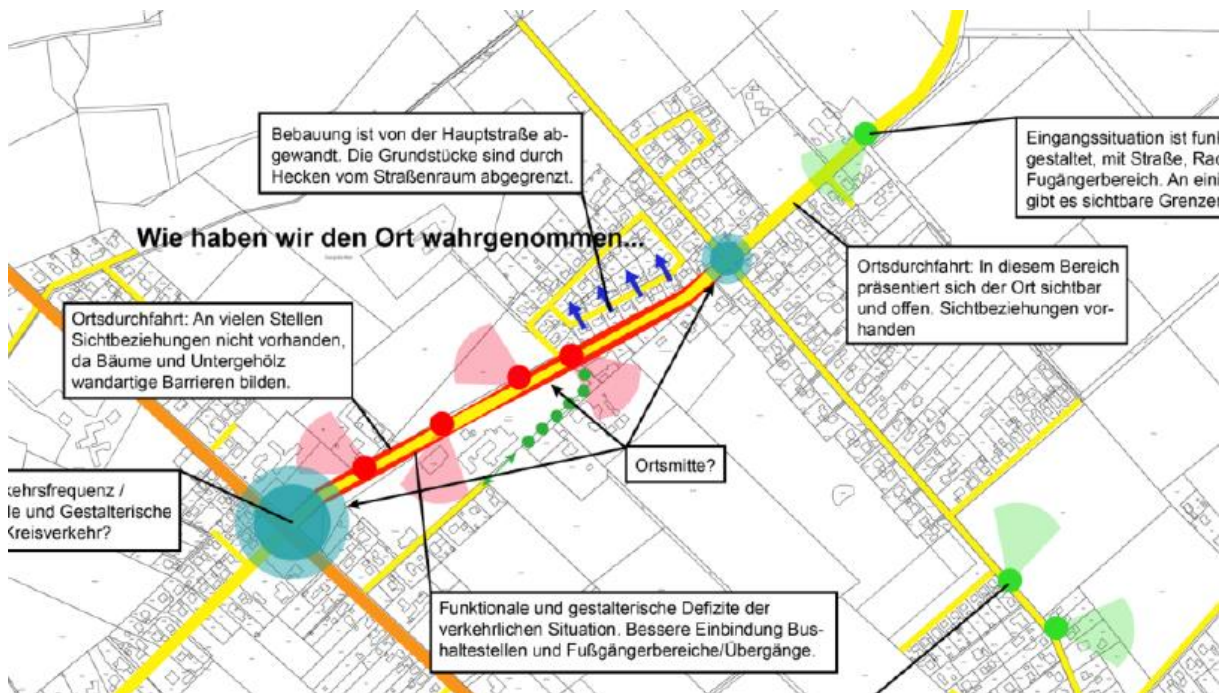 Bebauung ist von der Hauptstraße ab-
gewandt. Die Grundstücke sind durch
Hecken vom Straßenraum abgegrenzt.
Eingangssituation ist funk
gestaltet, mit Straße, Rad
Fugängerbereich. An eini
gibt es sichtbare Grenzen
Wie haben wir den Ort wahrgenommen...
Ortsdurchfahrt: In diesem Bereich
präsentiert sich der Ort sichtbar
und offen. Sichtbeziehungen vor-
handen
Ortsdurchfahrt: An vielen Stellen
Sichtbeziehungen nicht vorhanden,
da Bäume und Untergehölz
wandartige Barrieren bilden.
Ortsmitte?
kehrsfrequenz /
le und Gestalterische
Kreisverkehr?
Funktionale und gestalterische Defizite der
verkehrlichen Situation. Bessere Einbindung Bus-
haltestellen und Fußgängerbereiche/Übergänge.